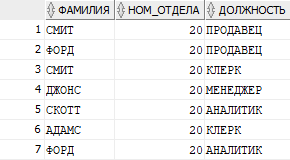 ФАМИЛИЯ НОМ_ОТДЕЛА ДОЛЖНОСТЬ
1 СМИТ 20 ПРОДАВЕЦ
2 ФОРД 20 ПРОДАВЕЦ
3 СМИТ 20 КЛЕРК
4 ДЖОНС 20 МЕНЕДЖЕР
5 СКОТТ 20 АНАЛИТИК
6 АДАМС 20 КЛЕРК
7 ФОРД 20 АНАЛИТИК